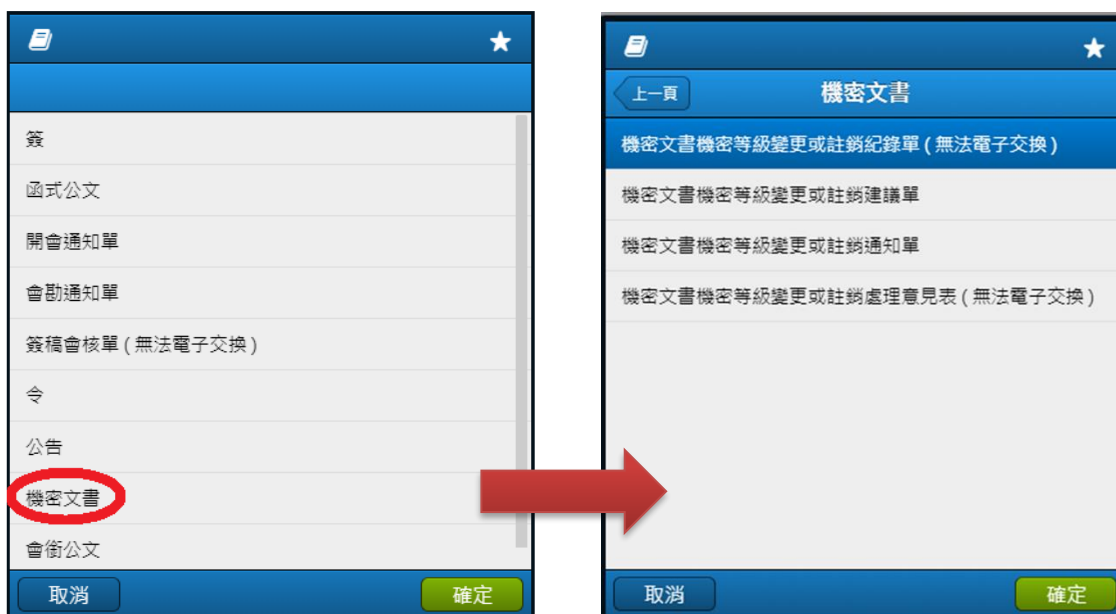 簽
函式公文
開會通知單
會勘通知單
簽稿會核單(無法電子交換)
令
公告
機密文書
會銜公文
取消
確定
上一頁
機密文書
機密文書機密等級變更或註銷紀錄單(無法電子交換)
機密文書機密等級變更或註銷建議單
機密文書機密等級變更或註銷通知單
機密文書機密等級變更或註銷處理意見表(無法電子交換)
取消
確定